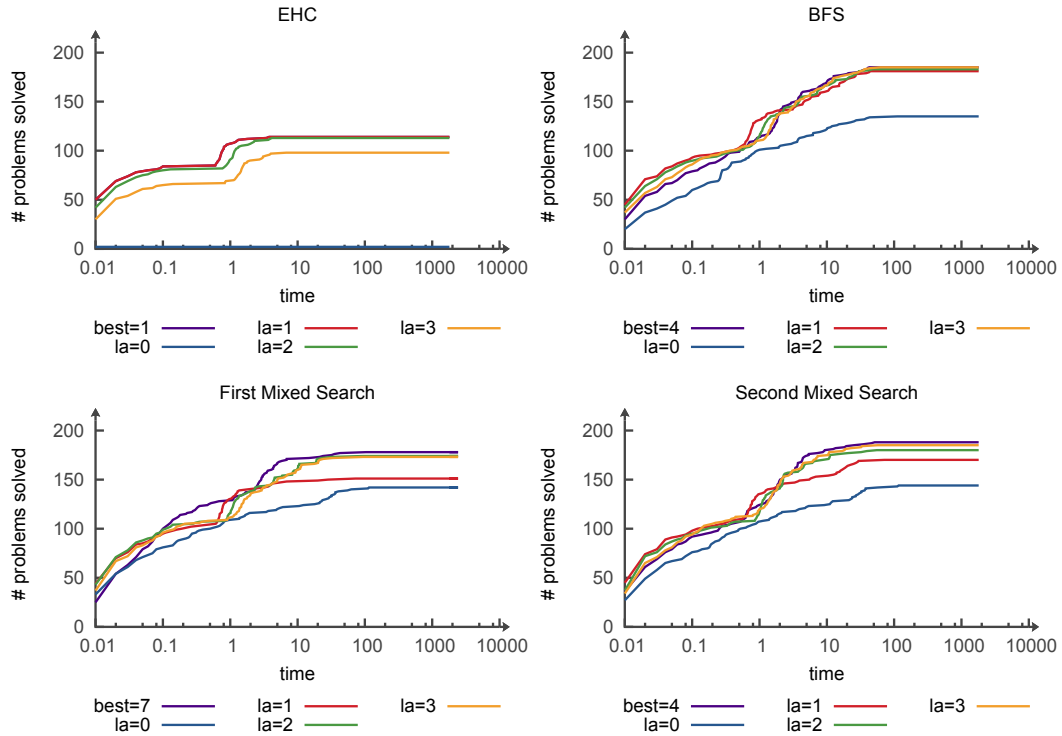 EHC
# problems solved
200
150
100
50
0
0.01 0.1 1 10 100 1000 10000
time
best=1 la=1 la=3
la=0 la=2
BFS
# problems solved
200
150
100
50
0
0.01 0.1 1 10 100 1000 10000
time
best=4 la=1 la=3
la=0 la=2
First Mixed Search
# problems solved
200
150
100
50
0
0.01 0.1 1 10 100 1000 10000
time
best=7 la=1 la=3
la=0 la=2
Second Mixed Search
# problems solved
200
150
100
50
0
0.01 0.1 1 10 100 1000 10000
time
best=4 la=1 la=3
la=0 la=2